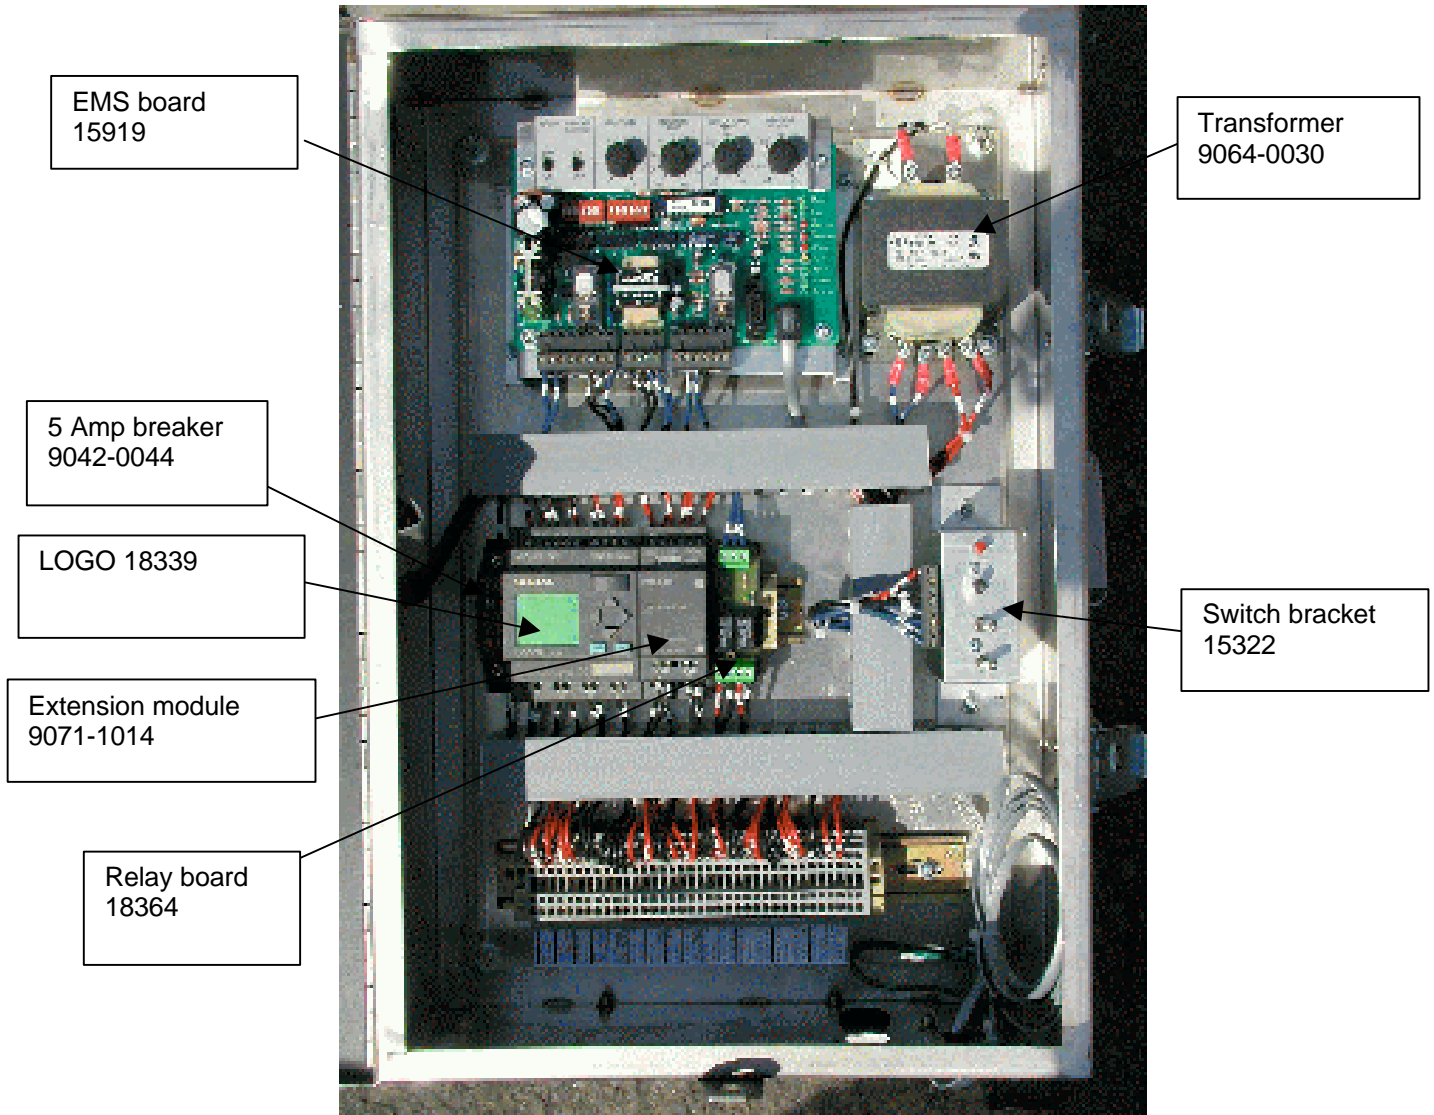 EMS board
15919
Transformer
9064-0030
5 Amp breaker
9042-0044
LOGO 18339
Switch bracket
15322
Extension module
9071-1014
Relay board
18364